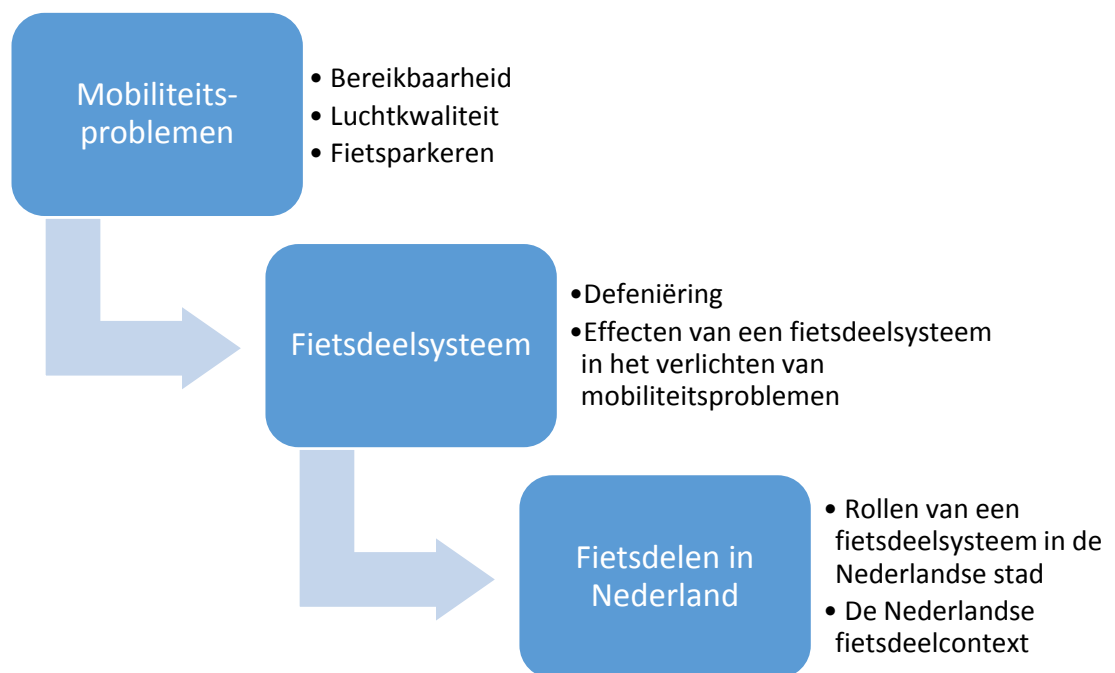 Mobiliteits-
problemen
• Bereikbaarheid
• Luchtkwaliteit
• Fietsparkeren
Fietsdeelsysteem
•Defeniëring
•Effecten van een fietsdeelsysteem
in het verlichten van
mobiliteitsproblemen
Fietsdelen in
Nederland
• Rollen van een
fietsdeelsysteem in de
Nederlandse stad
• De Nederlandse
fietsdeelcontext